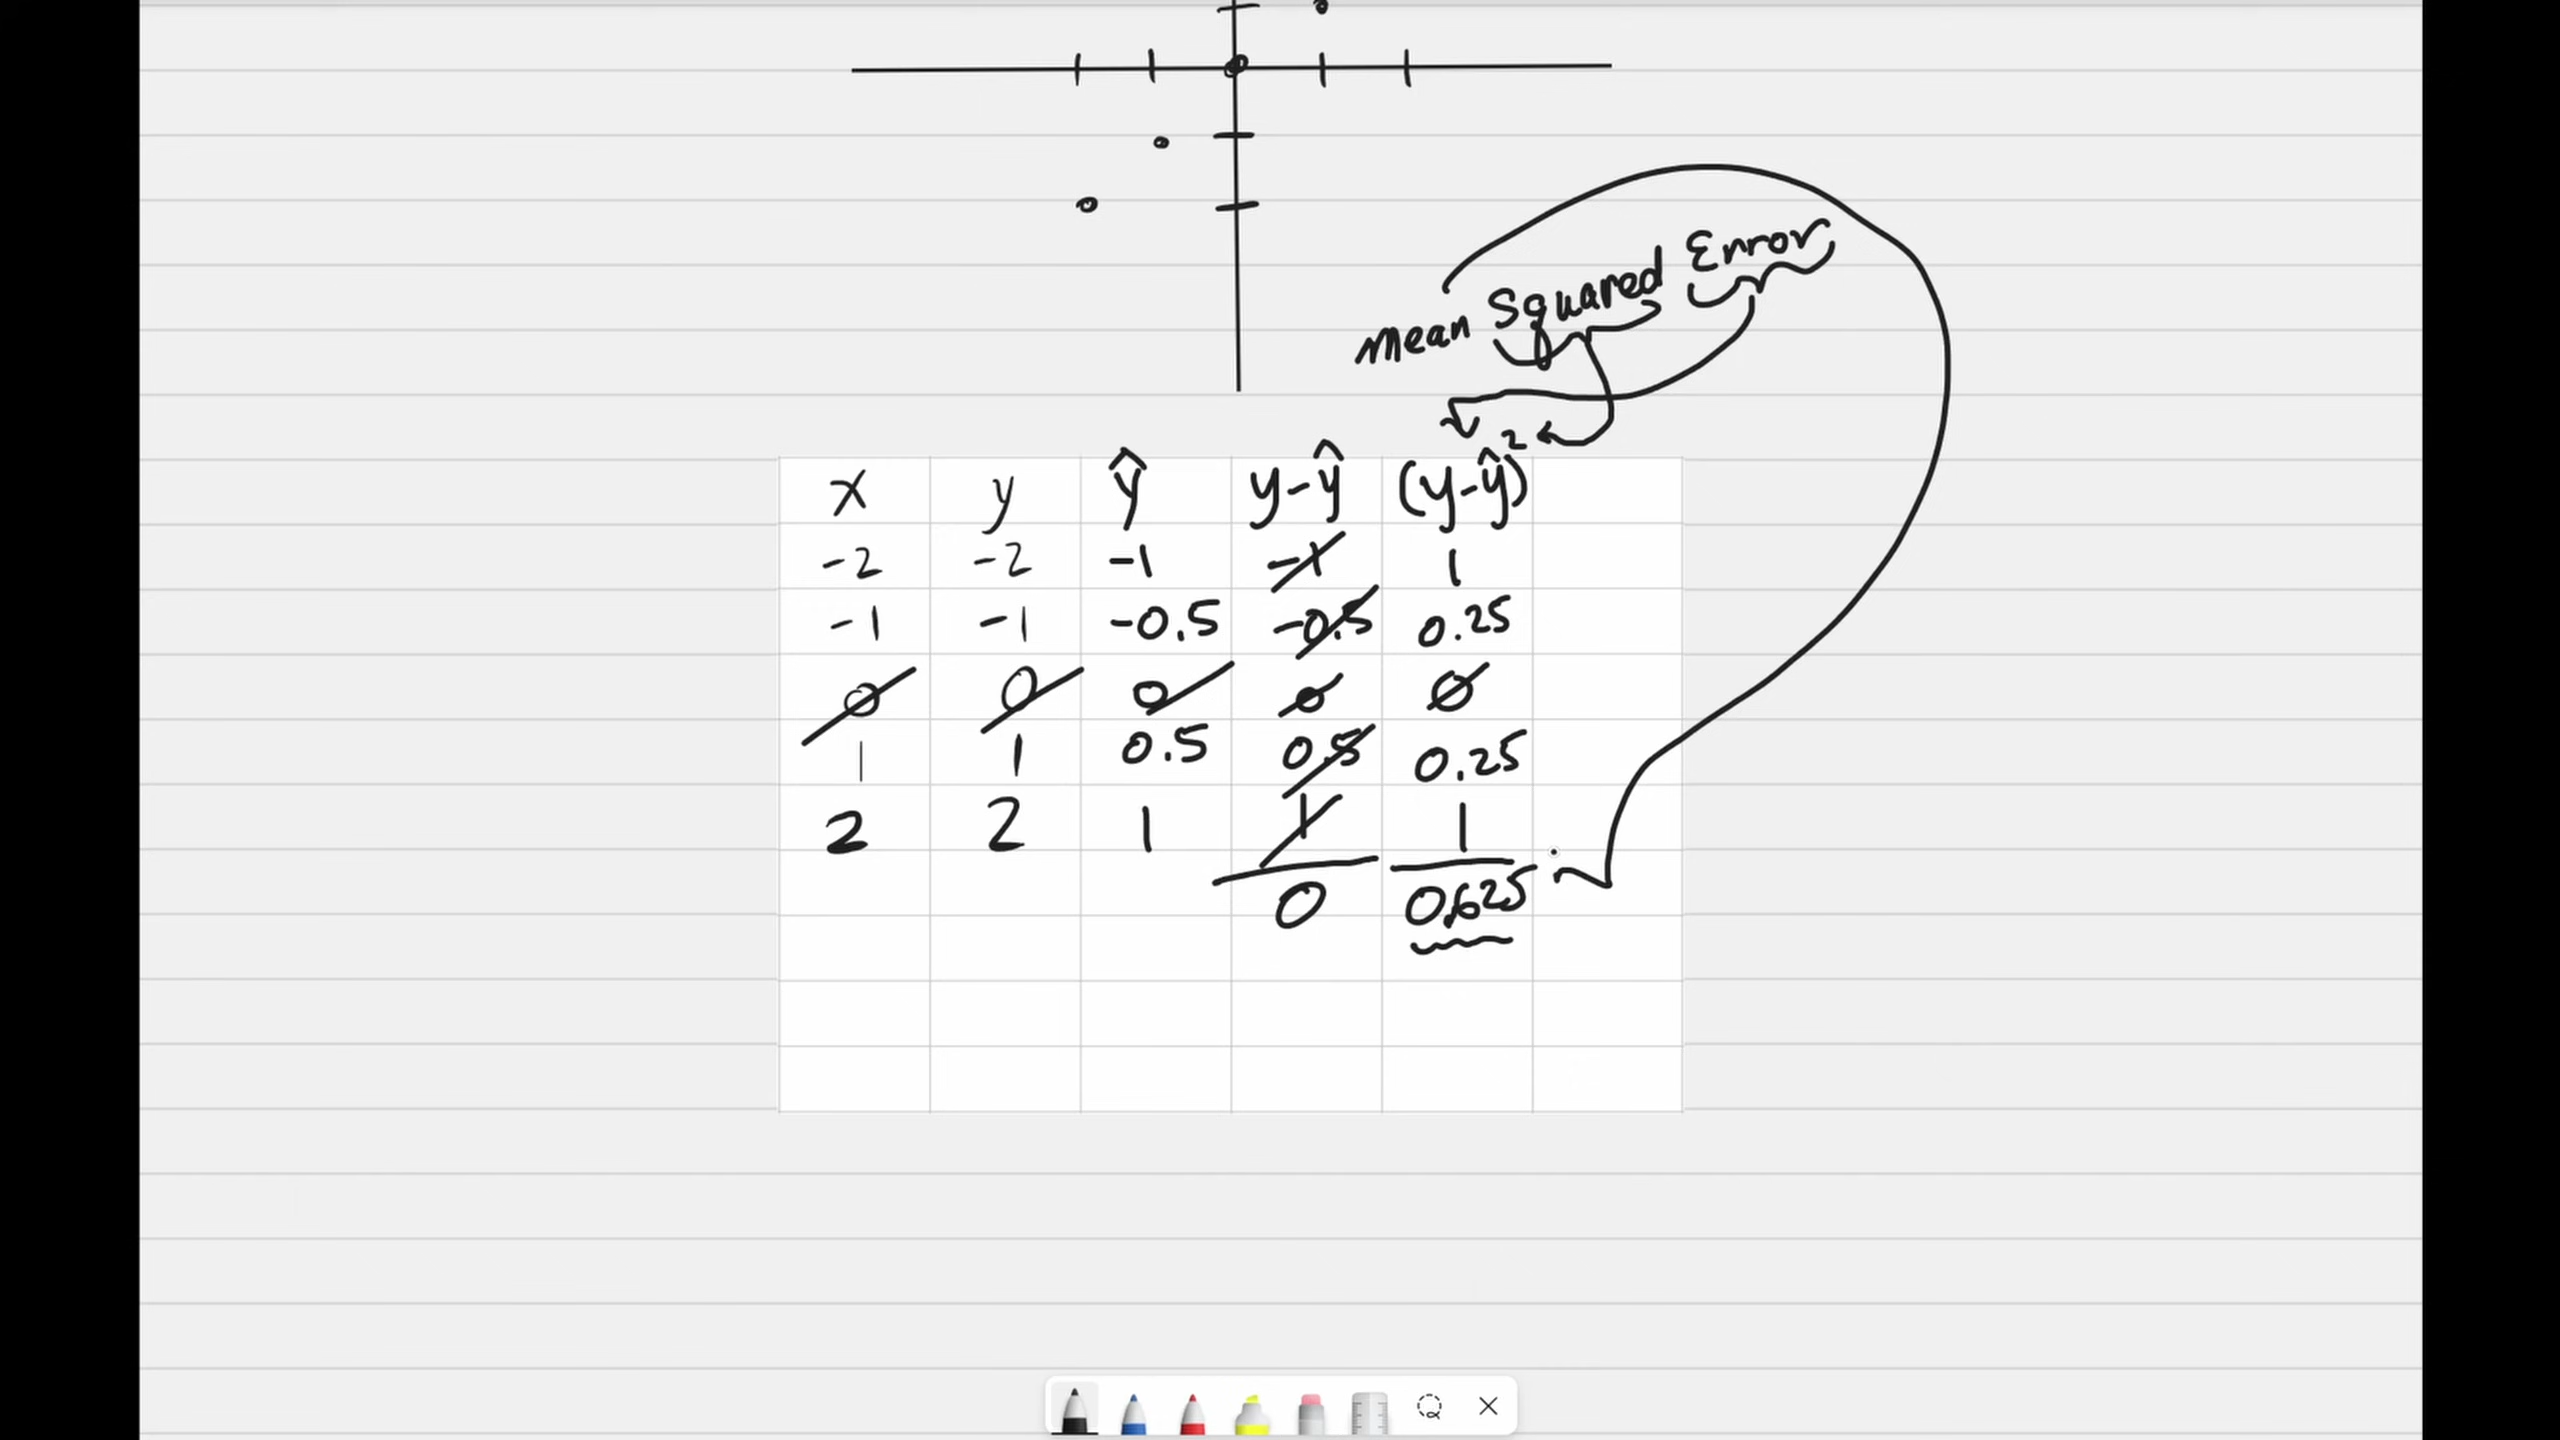 Mean Squared Error
x y ŷ y-ŷ (y-ŷ)²
-2 -2 -1 -1 1
-1 -1 -0.5 -0.5 0.25
0 0 0 0 0
1 1 0.5 0.5 0.25
2 2 1 1 1
0 0.625